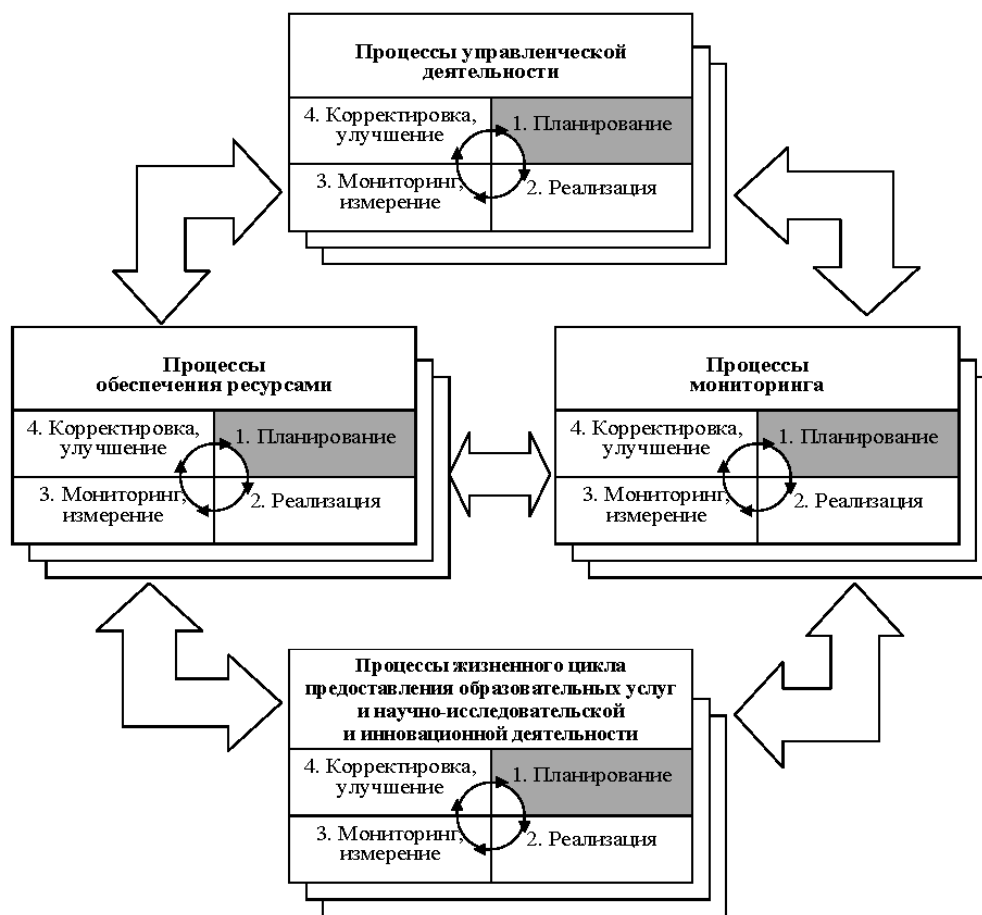 Процессы управленческой
деятельности
4. Корректировка,
улучшение
1. Планирование
3. Мониторинг,
измерение
2. Реализация
Процессы
обеспечения ресурсами
4. Корректировка,
улучшение
1. Планирование
3. Мониторинг,
измерение
2. Реализация
Процессы
мониторинга
4. Корректировка,
улучшение
1. Планирование
3. Мониторинг,
измерение
2. Реализация
Процессы жизненного цикла
предоставления образовательных услуг
и научно-исследовательской
и инновационной деятельности
4. Корректировка,
улучшение
1. Планирование
3. Мониторинг,
измерение
2. Реализация